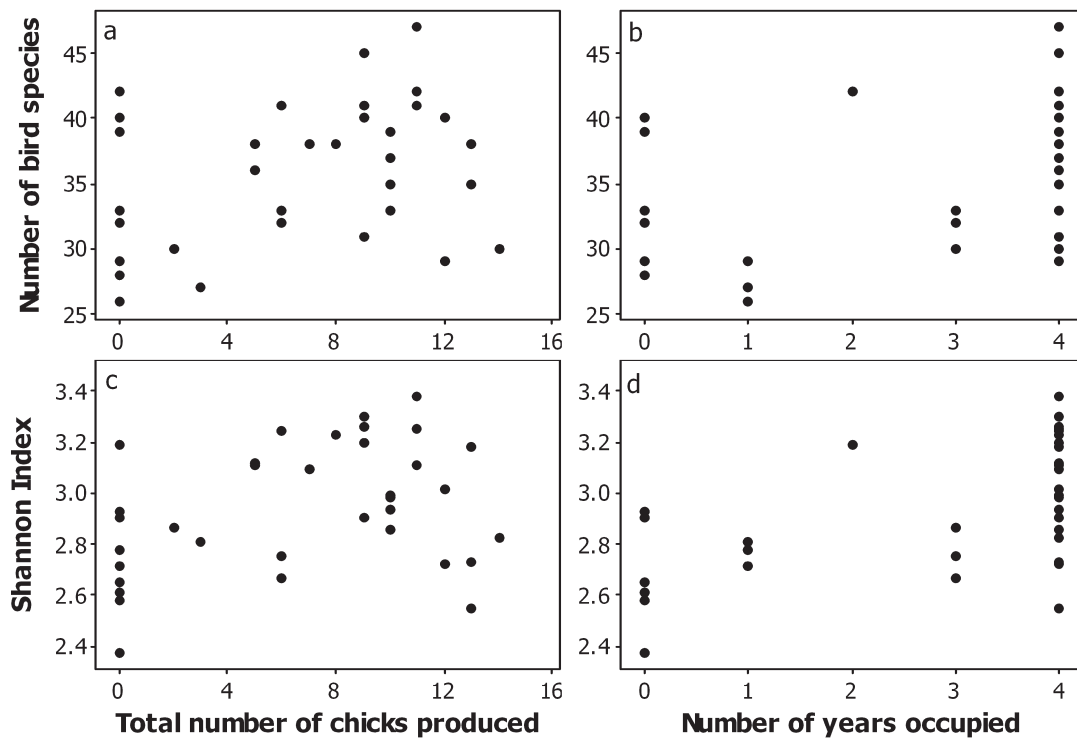 Number of bird species
a
45
40
35
30
25
0 4 8 12 16
b
45
40
35
30
25
0 1 2 3 4
Shannon Index
c
3.4
3.2
3.0
2.8
2.6
2.4
0 4 8 12 16
Total number of chicks produced
d
3.4
3.2
3.0
2.8
2.6
2.4
0 1 2 3 4
Number of years occupied